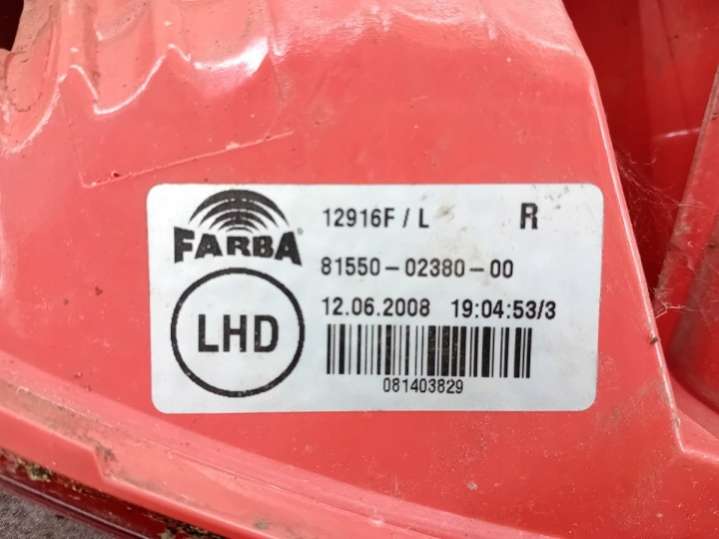 FARBA
12916F / L R
81550-02380-00
LHD
12.06.2008 19:04:53/3
081403829